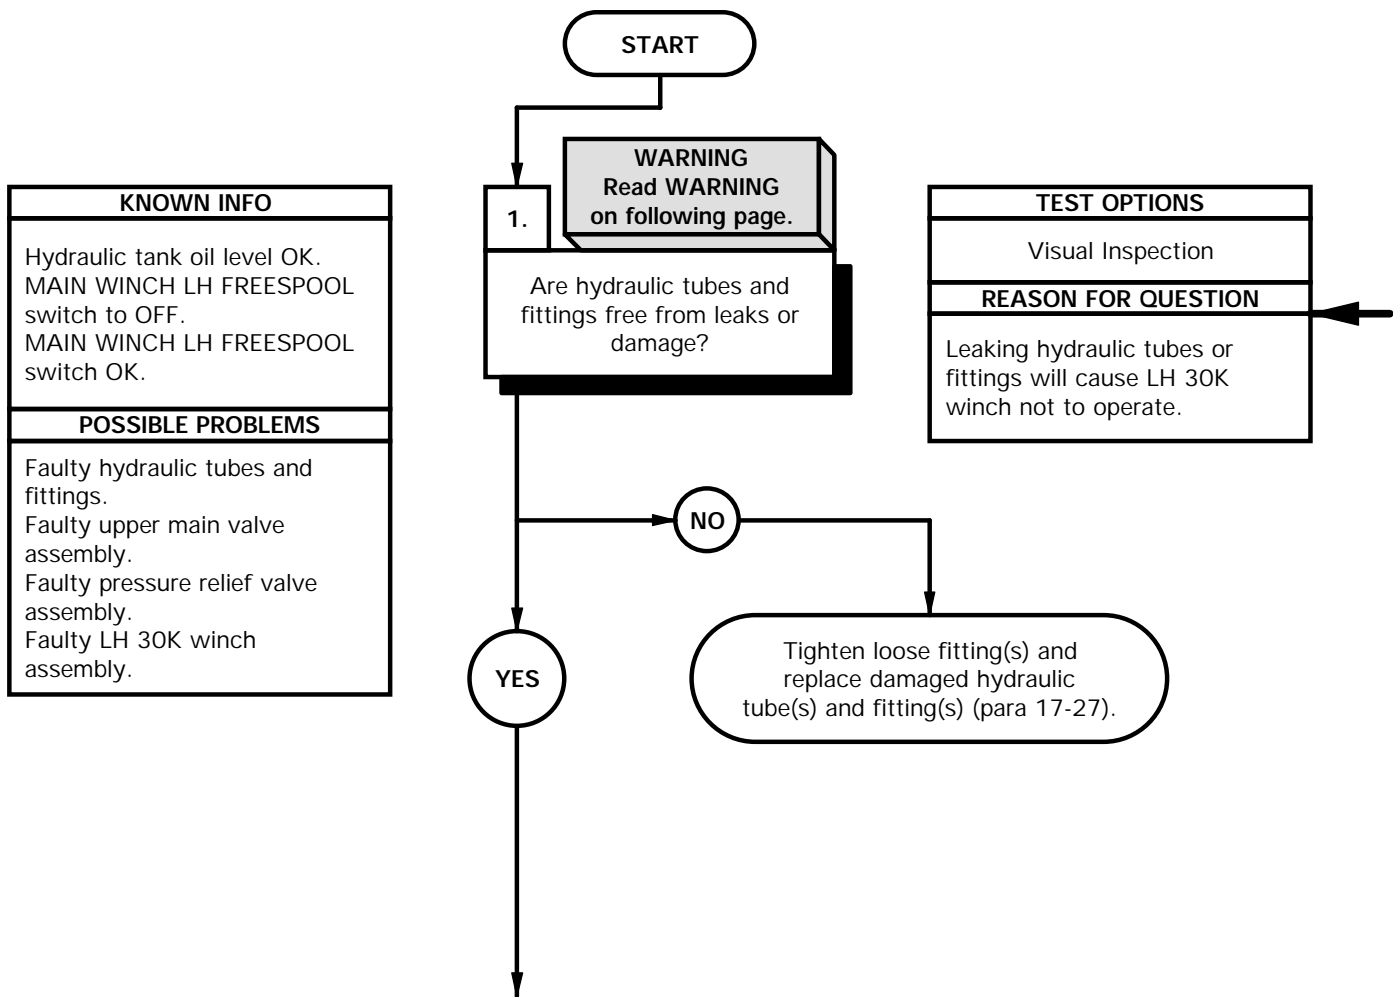 START
WARNING
Read WARNING
on following page.
1.
Are hydraulic tubes and
fittings free from leaks or
damage?
KNOWN INFO
Hydraulic tank oil level OK.
MAIN WINCH LH FREESPOOL
switch to OFF.
MAIN WINCH LH FREESPOOL
switch OK.
POSSIBLE PROBLEMS
Faulty hydraulic tubes and
fittings.
Faulty upper main valve
assembly.
Faulty pressure relief valve
assembly.
Faulty LH 30K winch
assembly.
TEST OPTIONS
Visual Inspection
REASON FOR QUESTION
Leaking hydraulic tubes or
fittings will cause LH 30K
winch not to operate.
NO
YES
Tighten loose fitting(s) and
replace damaged hydraulic
tube(s) and fitting(s) (para 17-27).